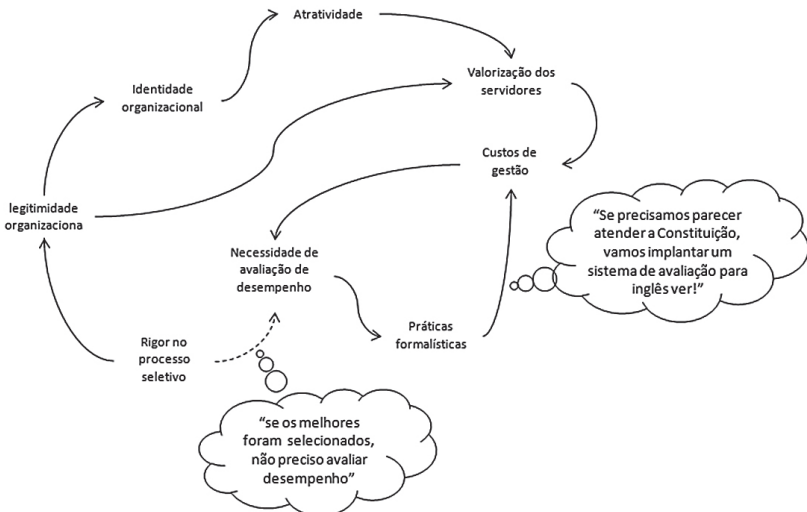 Atratividade
Identidade
organizacional
Valorização dos
servidores
Custos de
gestão
legitimidade
organizaciona
“Se precisamos parecer
atender a Constituição,
vamos implantar um
sistema de avaliação para
inglês ver!”
Necessidade de
avaliação de
desempenho
Práticas
formalísticas
Rigor no
processo
seletivo
“se os melhores
foram selecionados,
não preciso avaliar
desempenho”